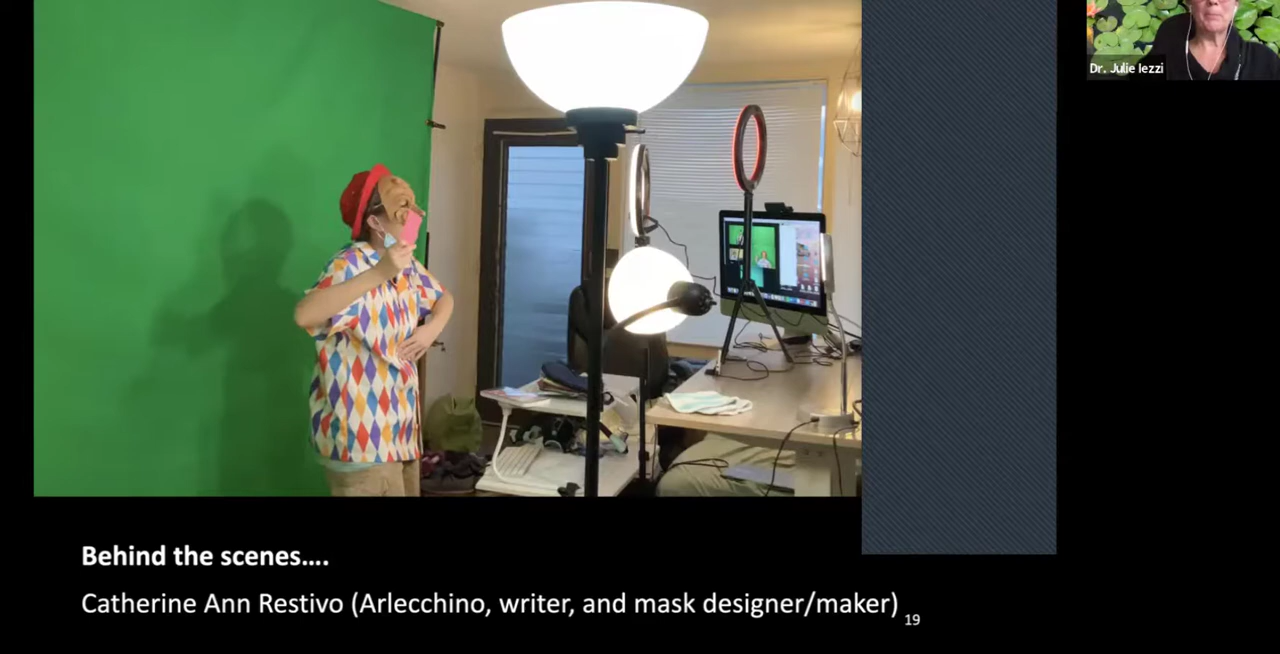 Dr. Julie Iezzi
Behind the scenes....
Catherine Ann Restivo (Arlecchino, writer, and mask designer/maker)
19